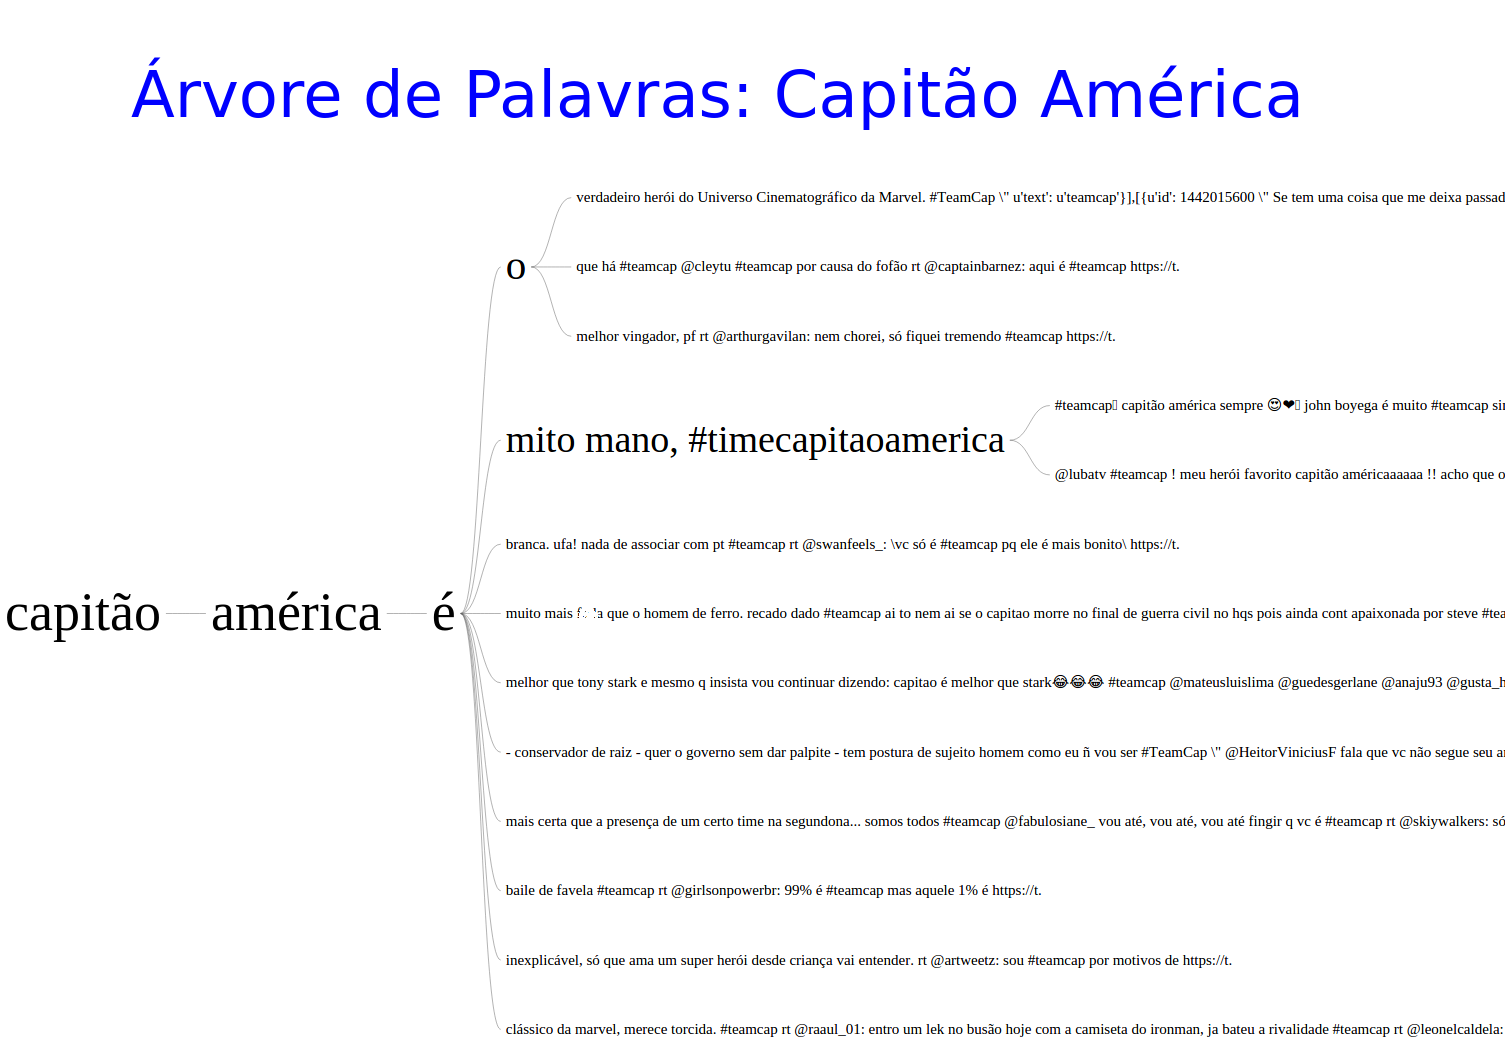 Árvore de Palavras: Capitão América
verdadeiro herói do Universo Cinematográfico da Marvel. #TeamCap \" u'text': u'teamcap'}],[{u'id': 1442015600 \" Se tem uma coisa que me deixa passad
o
que há #teamcap @cleytu #teamcap por causa do fofão rt @captainbarnez: aqui é #teamcap https://t.
melhor vingador, pf rt @arthurgavilan: nem chorei, só fiquei tremendo #teamcap https://t.
#teamcap capitão américa sempre 😍❤ john boyega é muito #teamcap sin
mito mano, #timecapitaoamerica
@lubatv #teamcap ! meu herói favorito capitão américaaaaaa !! acho que o
branca. ufa! nada de associar com pt #teamcap rt @swanfeels_: \vc só é #teamcap pq ele é mais bonito\ https://t.
capitão américa é
muito mais que o homem de ferro. recado dado #teamcap ai to nem ai se o capitao morre no final de guerra civil no hqs pois ainda cont apaixonada por steve #tea
melhor que tony stark e mesmo q insista vou continuar dizendo: capitao é melhor que stark😂😂😂 #teamcap @mateusluislima @guedesgerlane @anaju93 @gusta_h
- conservador de raiz - quer o governo sem dar palpite - tem postura de sujeito homem como eu ñ vou ser #TeamCap \" @HeitorViniciusF fala que vc não segue seu a
mais certa que a presença de um certo time na segundona... somos todos #teamcap @fabulosiane_ vou até, vou até, vou até fingir q vc é #teamcap rt @skiywalkers: só
baile de favela #teamcap rt @girlsonpowerbr: 99% é #teamcap mas aquele 1% é https://t.
inexplicável, só que ama um super herói desde criança vai entender. rt @artweetz: sou #teamcap por motivos de https://t.
clássico da marvel, merece torcida. #teamcap rt @raaul_01: entro um lek no busão hoje com a camiseta do ironman, ja bateu a rivalidade #teamcap rt @leonelcaldela: